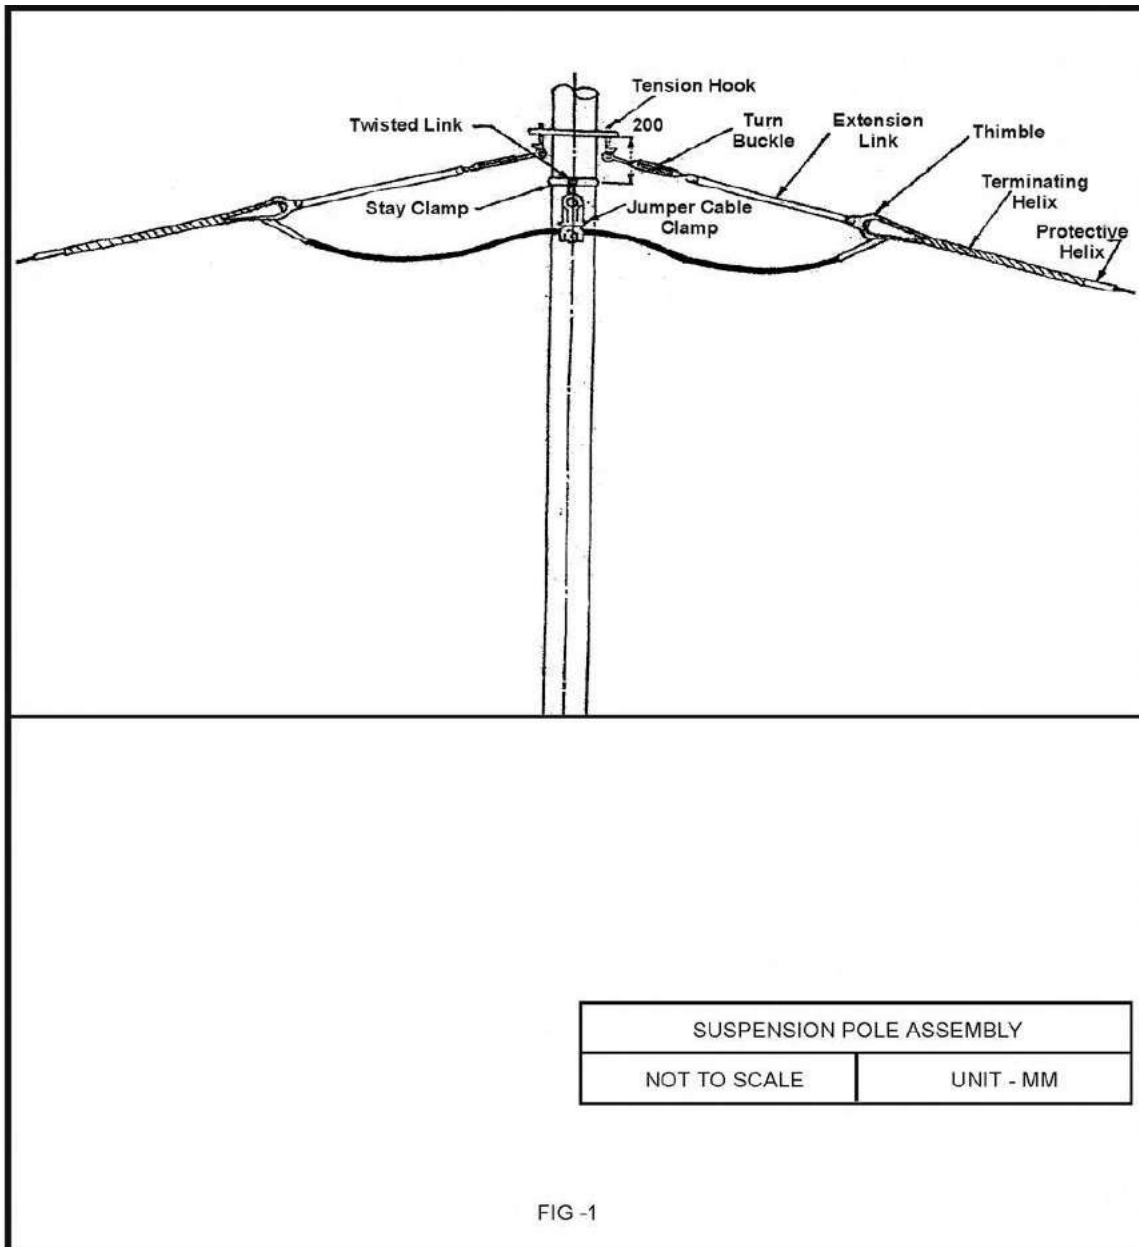 Tension Hook
Twisted Link
200
Turn
Buckle
Extension
Link
Thimble
Stay Clamp
Jumper Cable
Clamp
Terminating
Helix
Protective
Helix
SUSPENSION POLE ASSEMBLY
NOT TO SCALE
UNIT - MM
FIG -1